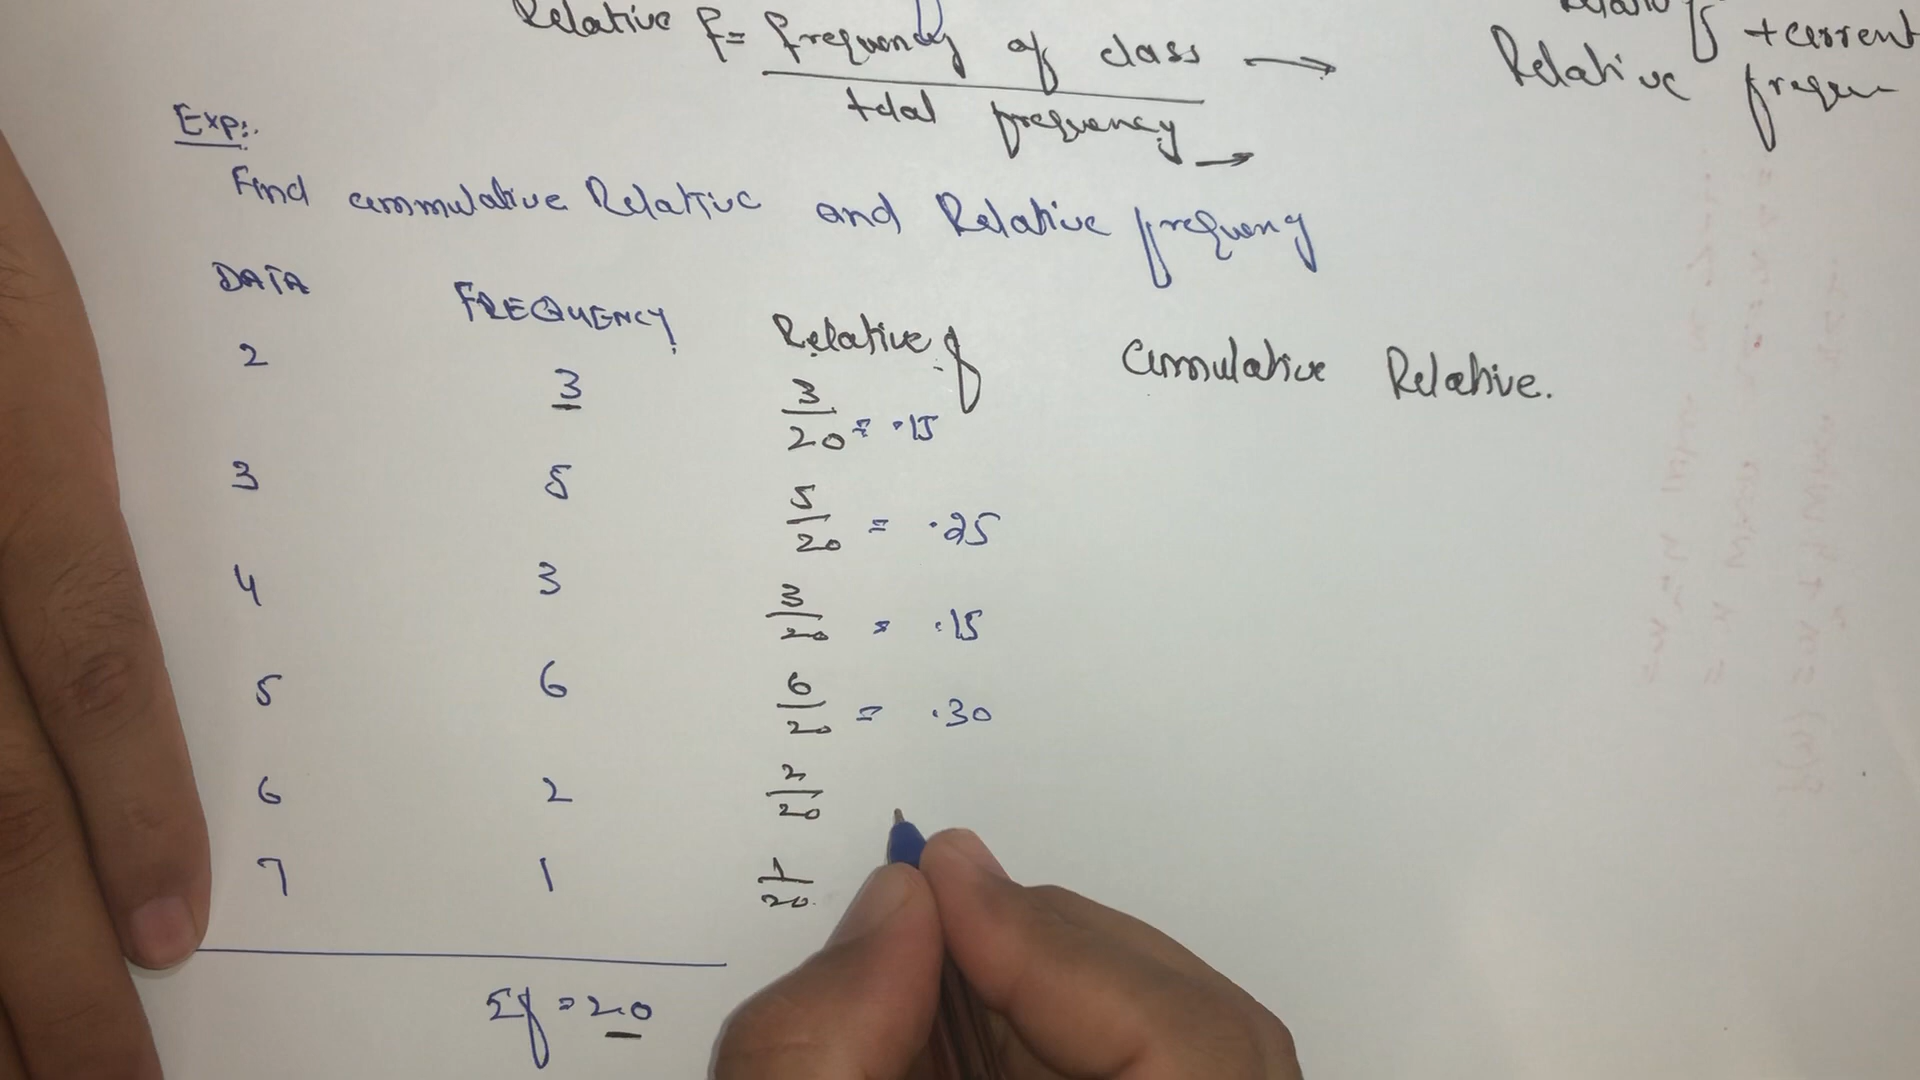 Relative f = frequency of class →
total frequency →
+ current
Relative freque
Exp:.
Find cummulative Relative and Relative frequency
DATA FREQUENCY Relative f Cumulative Relative.
2 3 3/20 = .15
3 5 5/20 = .25
4 3 3/20 = .15
5 6 6/20 = .30
6 2 2/20
7 1 1/20
Σf = 20